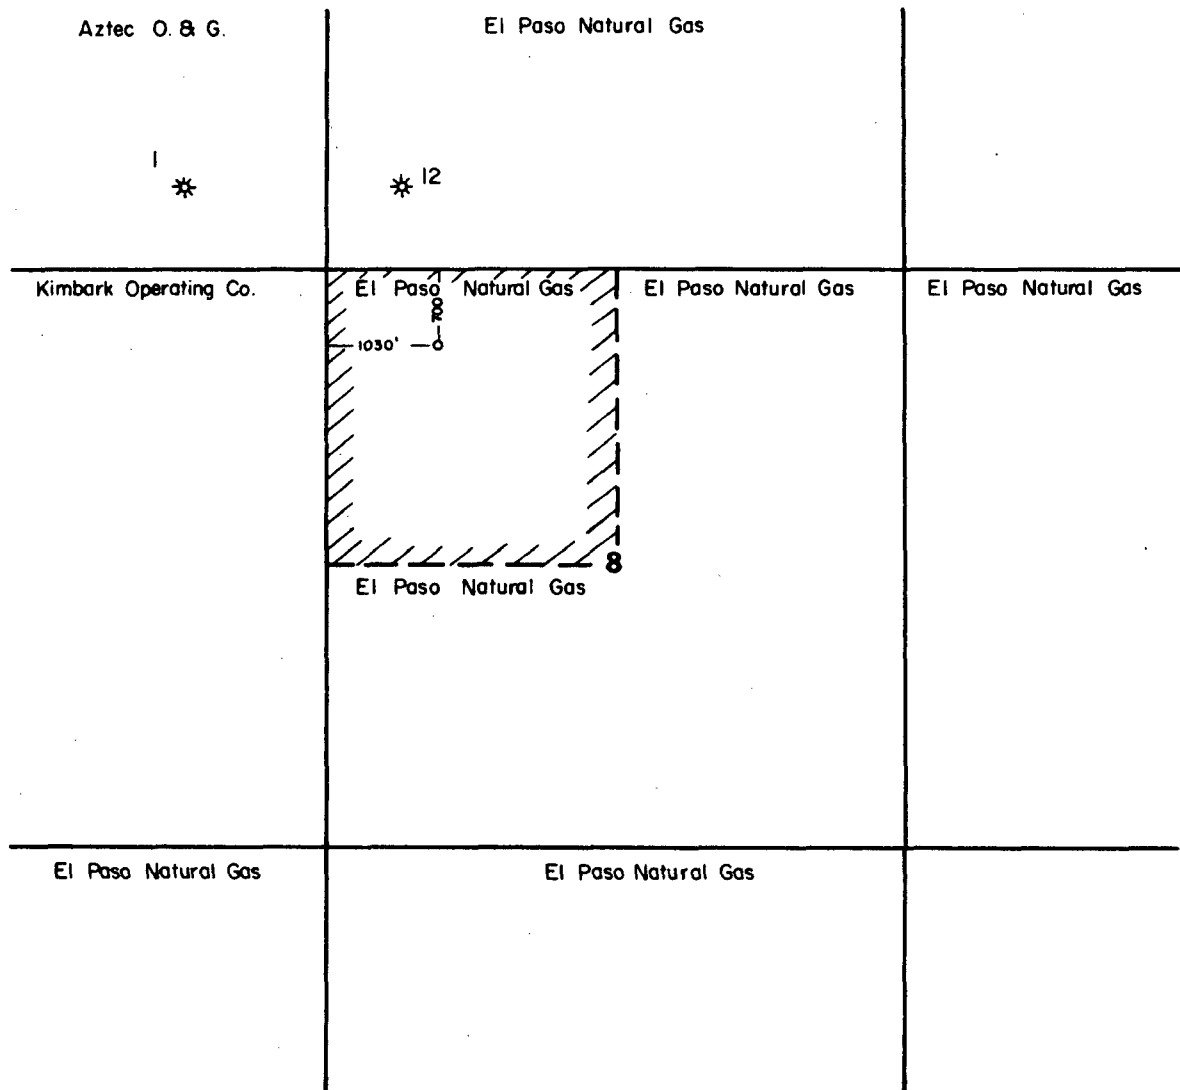 Aztec O. & G.
El Paso Natural Gas
1
12
Kimbark Operating Co.
El Paso Natural Gas
El Paso Natural Gas
El Paso Natural Gas
700
1030'
8
El Paso Natural Gas
El Paso Natural Gas
El Paso Natural Gas